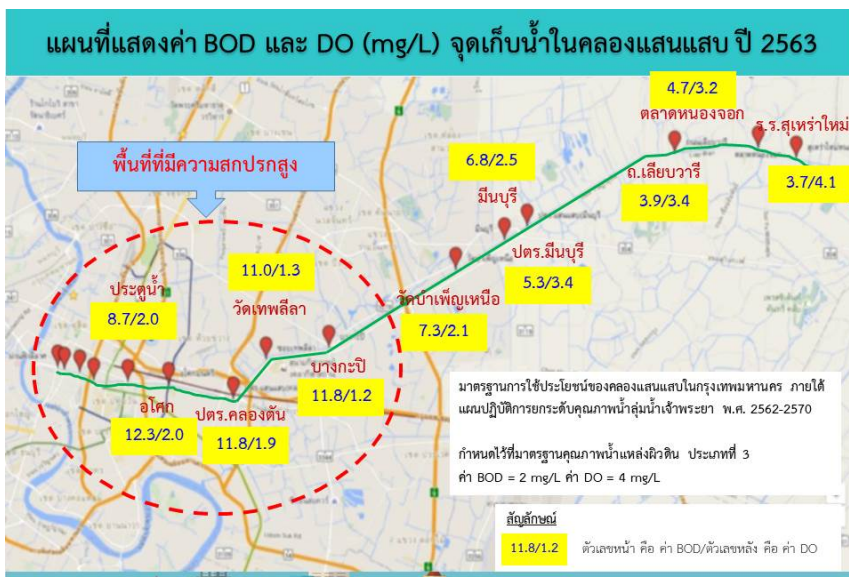 แผนที่แสดงค่า BOD และ DO (mg/L) จุดเก็บน้ำในคลองแสนแสบ ปี 2563
4.7/3.2
ตลาดหนองจอก
ร.ร.สุเหร่าใหม่
พื้นที่ที่มีความสกปรกสูง
6.8/2.5
มีนบุรี
ถ.เลียบวารี
3.9/3.4
3.7/4.1
11.0/1.3
วัดเทพลีลา
ปตร.มีนบุรี
5.3/3.4
ประตูน้ำ
8.7/2.0
วัดบำเพ็ญเหนือ
7.3/2.1
บางกะปิ
11.8/1.2
อโศก
12.3/2.0
ปตร.คลองตัน
11.8/1.9
มาตรฐานการใช้ประโยชน์ของคลองแสนแสบในกรุงเทพมหานคร ภายใต้
แผนปฏิบัติการยกระดับคุณภาพน้ำลุ่มน้ำเจ้าพระยา พ.ศ. 2562-2570
กำหนดไว้ที่มาตรฐานคุณภาพน้ำแหล่งผิวดิน ประเภทที่ 3
ค่า BOD = 2 mg/L ค่า DO = 4 mg/L
สัญลักษณ์
11.8/1.2 ตัวเลขหน้า คือ ค่า BOD/ตัวเลขหลัง คือ ค่า DO